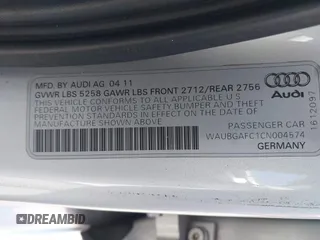 MFD. BY AUDI AG 04 11
GVWR LBS 5258 GAWR LBS FRONT 2712/REAR 2756
THIS VEHICLE CONFORMS TO ALL APPLICABLE U S
FEDERAL MOTOR VEHICLE SAFETY BUMPER
AND THEFT PREVENTION STANDARDS IN EFFECT
ON THE DATE OF MANUFACTURE SHOWN ABOVE
Audi
PASSENGER CAR
WAUBGAFC1CN004574
GERMANY
1612097
DREAMBID